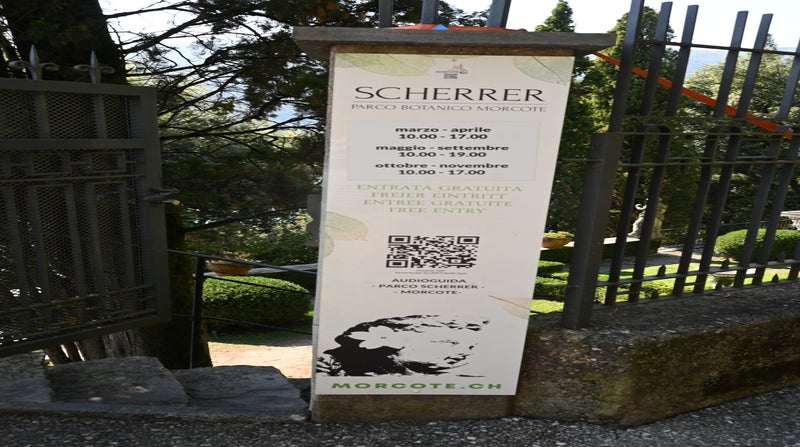 SCHERRER
PARCO BOTANICO MORCOTE
marzo - aprile
10.00 - 17.00
maggio - settembre
10.00 - 19.00
ottobre - novembre
10.00 - 17.00
ENTRATA GRATUITA
FREIER EINTRITT
ENTRÉE GRATUITE
FREE ENTRY
AUDIOGUIDA
- PARCO SCHERRER -
- MORCOTE-
MORCOTE.CH